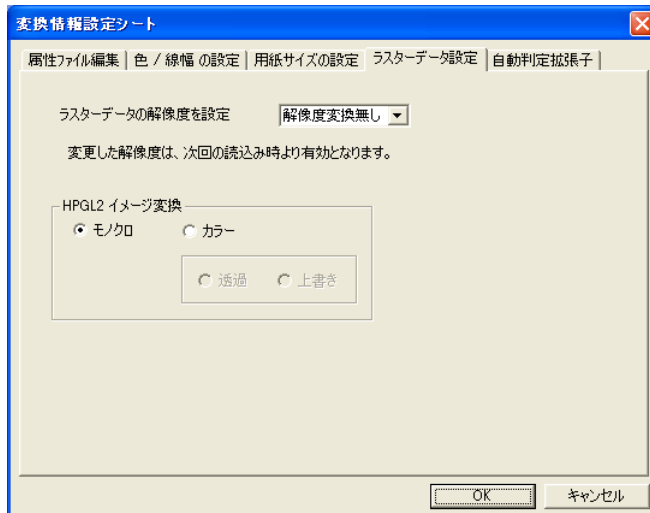 変換情報設定シート
属性ファイル編集 色 / 線幅 の設定 用紙サイズの設定 ラスターデータ設定 自動判定拡張子
ラスターデータの解像度を設定 解像度変換無し
変更した解像度は、次回の読込み時より有効となります。
HPGL2 イメージ変換
モノクロ カラー
透過 上書き
OK キャンセル